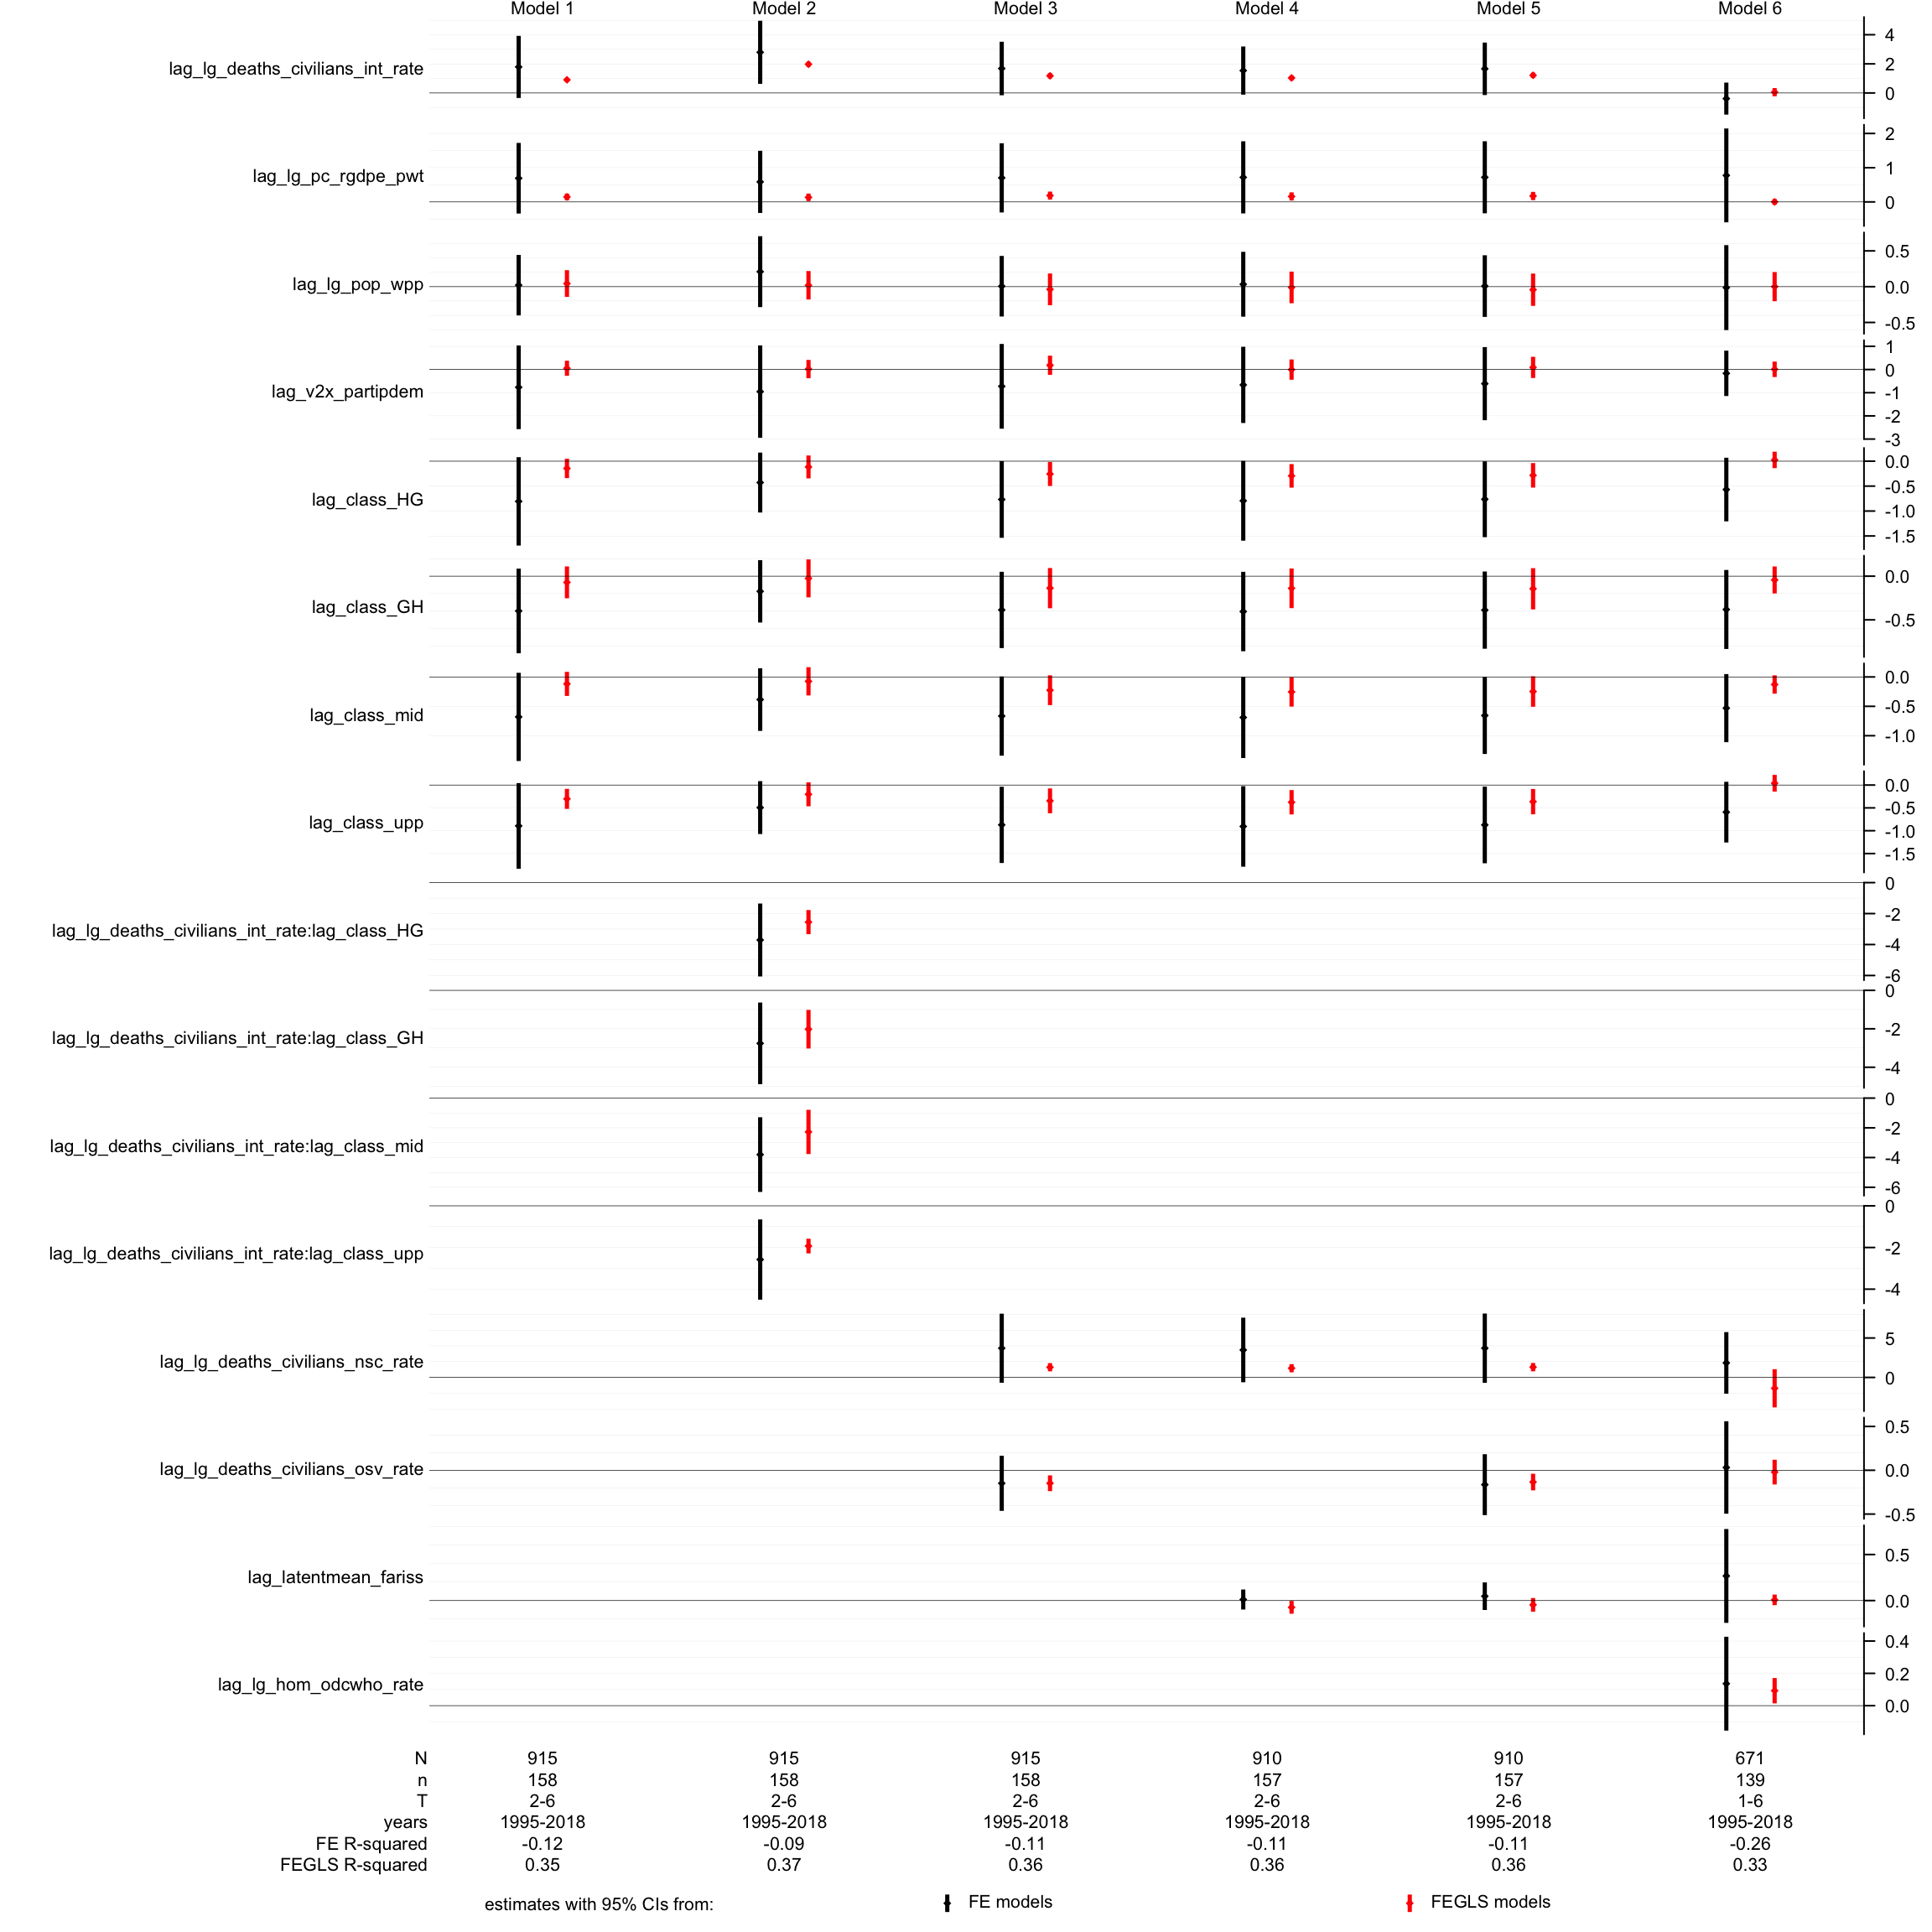 Model 1 Model 2 Model 3 Model 4 Model 5 Model 6
lag_lg_deaths_civilians_int_rate
4
2
0
lag_lg_pc_rgdpe_pwt
2
1
0
lag_lg_pop_wpp
0.5
0.0
-0.5
lag_v2x_partipdem
1
0
-1
-2
-3
lag_class_HG
0.0
-0.5
-1.0
-1.5
lag_class_GH
0.0
-0.5
lag_class_mid
0.0
-0.5
-1.0
lag_class_upp
0.0
-0.5
-1.0
-1.5
lag_lg_deaths_civilians_int_rate:lag_class_HG
0
-2
-4
-6
lag_lg_deaths_civilians_int_rate:lag_class_GH
0
-2
-4
lag_lg_deaths_civilians_int_rate:lag_class_mid
0
-2
-4
-6
lag_lg_deaths_civilians_int_rate:lag_class_upp
0
-2
-4
lag_lg_deaths_civilians_nsc_rate
5
0
lag_lg_deaths_civilians_osv_rate
0.5
0.0
-0.5
lag_latentmean_fariss
0.5
0.0
lag_lg_hom_odcwho_rate
0.4
0.2
0.0
N 915 915 915 910 910 671
n 158 158 158 157 157 139
T 2-6 2-6 2-6 2-6 2-6 1-6
years 1995-2018 1995-2018 1995-2018 1995-2018 1995-2018 1995-2018
FE R-squared -0.12 -0.09 -0.11 -0.11 -0.11 -0.26
FEGLS R-squared 0.35 0.37 0.36 0.36 0.36 0.33
estimates with 95% CIs from: FE models FEGLS models